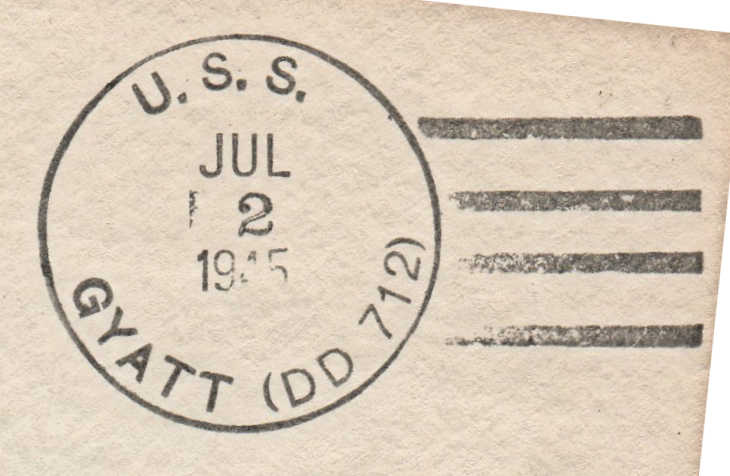 U.S.S.
JUL
2
1945
GYATT (DD 712)